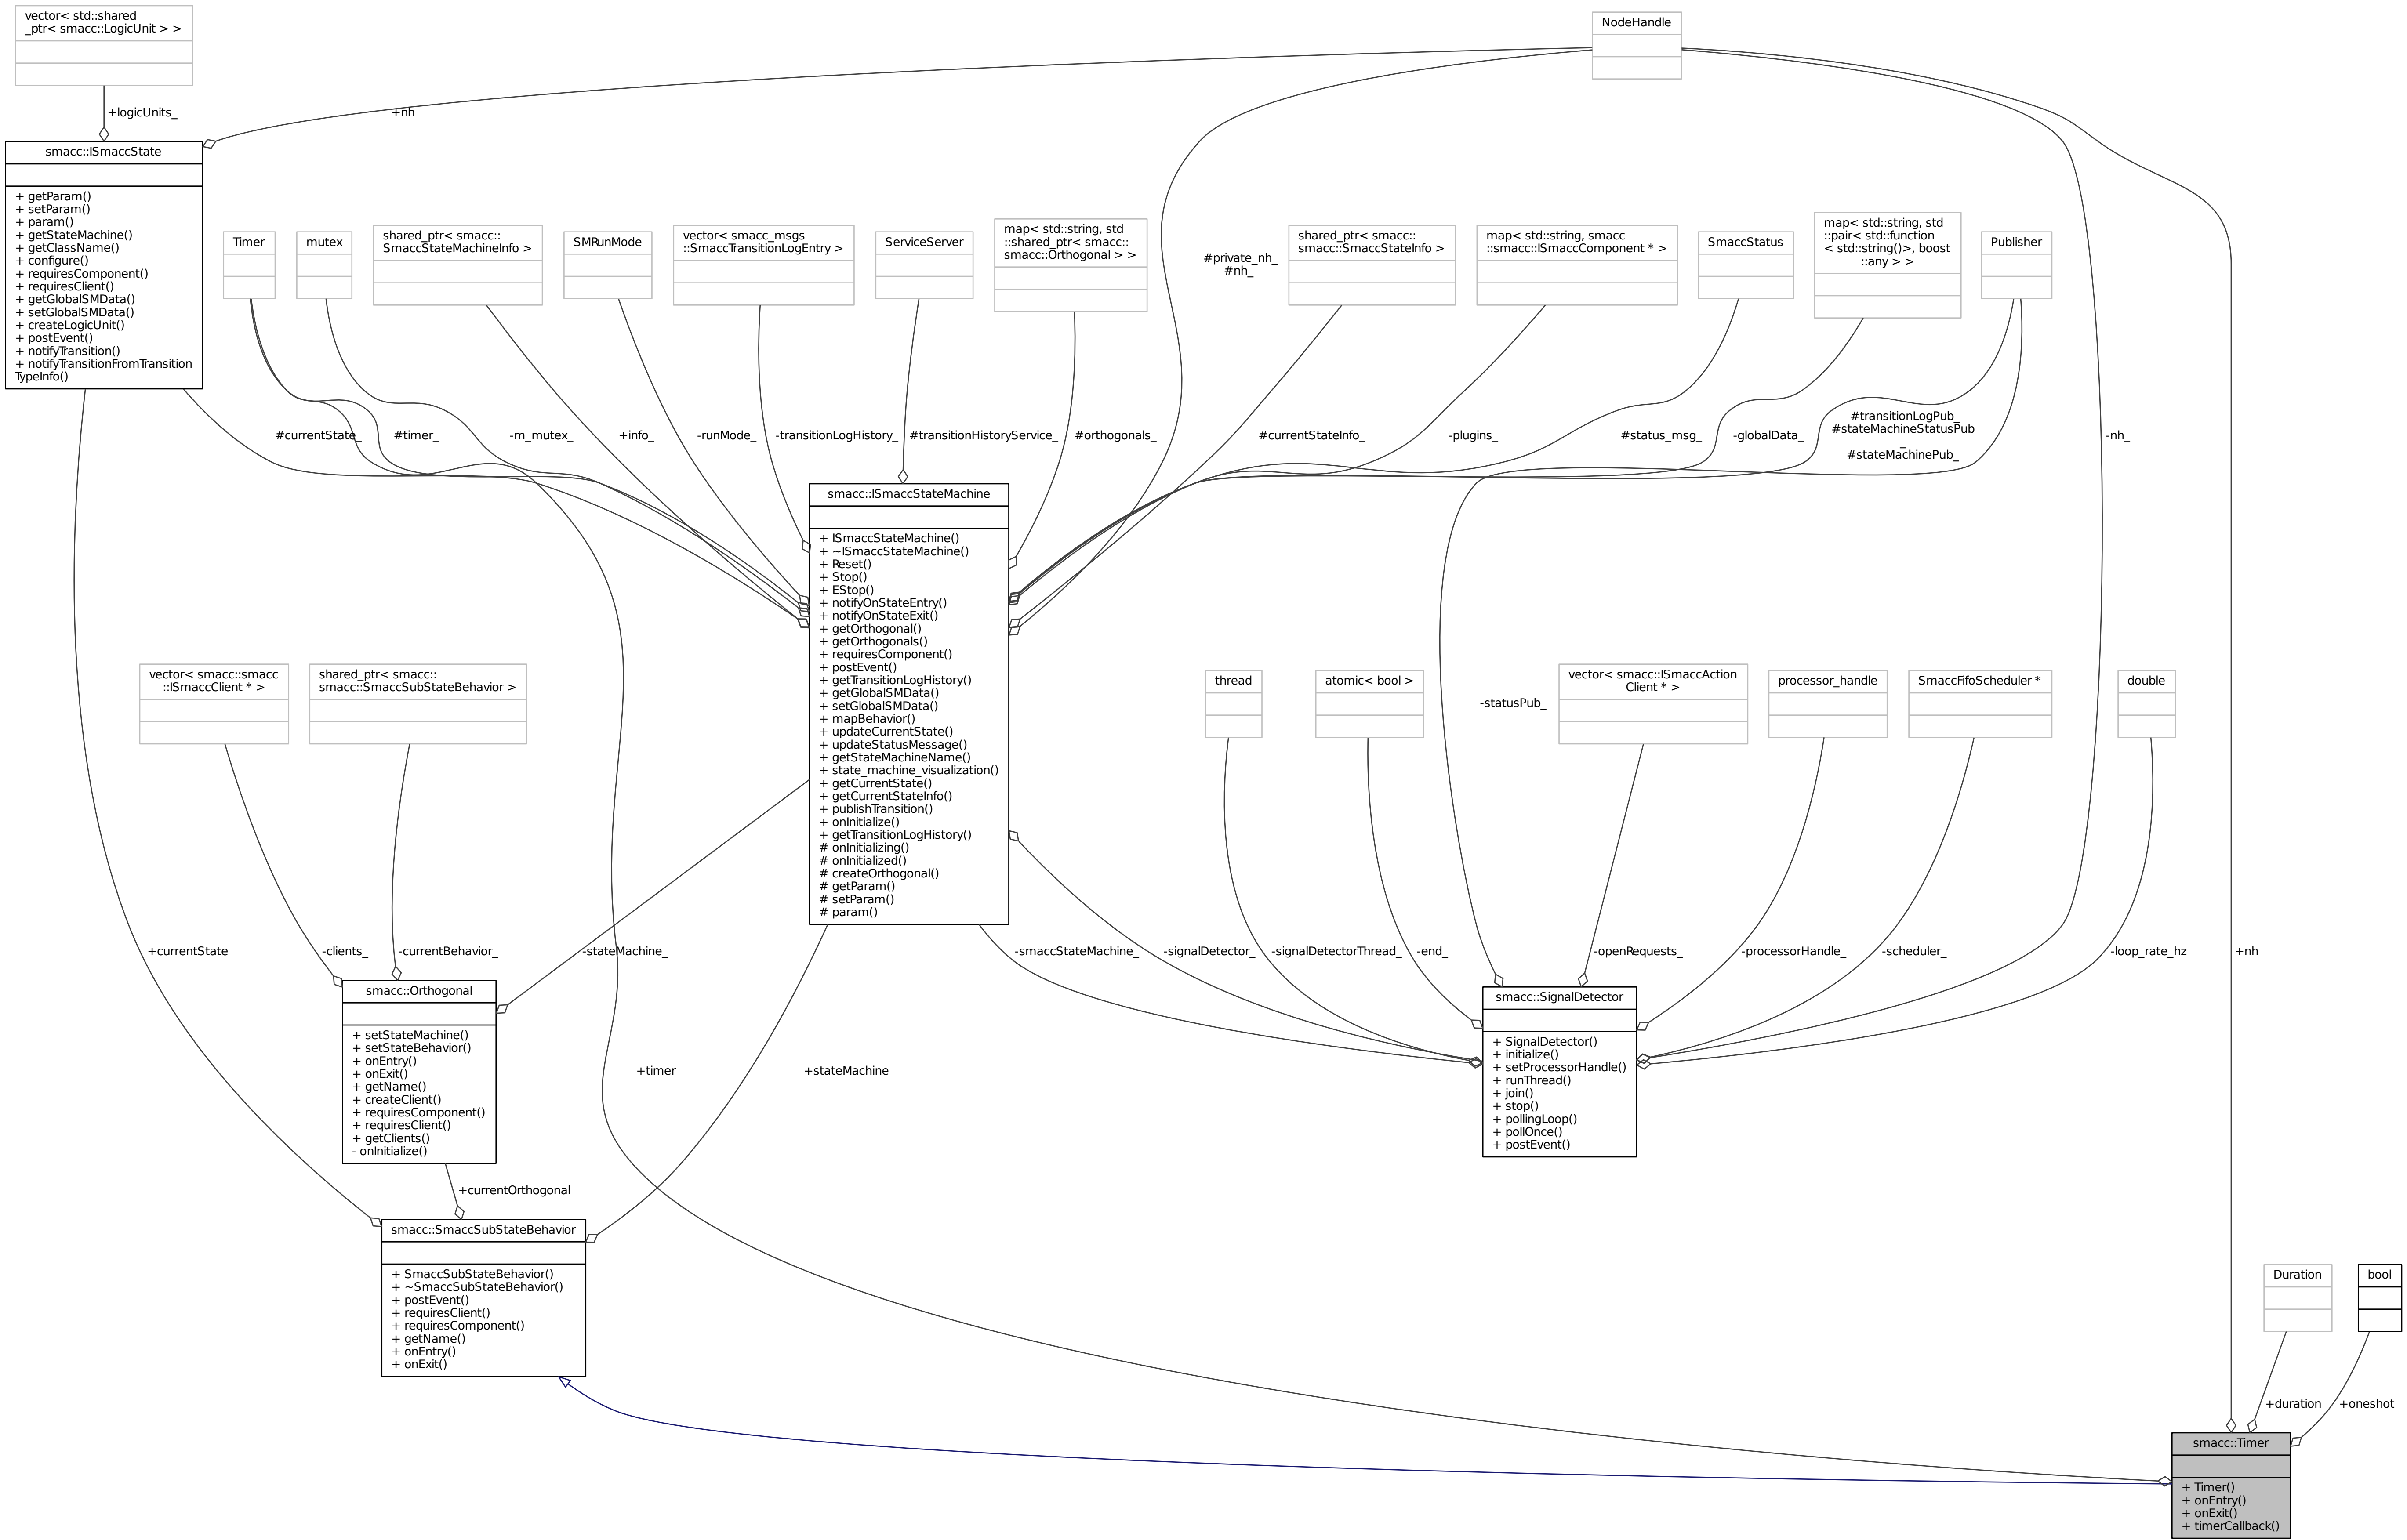 vector< std::shared
_ptr< smacc::LogicUnit > >
NodeHandle
+logicUnits_
+nh
smacc::ISmaccState
+ getParam()
+ setParam()
+ param()
+ getStateMachine()
+ getClassName()
+ configure()
+ requiresComponent()
+ requiresClient()
+ getGlobalSMData()
+ setGlobalSMData()
+ createLogicUnit()
+ postEvent()
+ notifyTransition()
+ notifyTransitionFromTransition
TypeInfo()
Timer
mutex
shared_ptr< smacc::
SmaccStateMachineInfo >
SMRunMode
vector< smacc_msgs
::SmaccTransitionLogEntry >
ServiceServer
map< std::string, std
::shared_ptr< smacc::
smacc::Orthogonal > >
#private_nh_
#nh_
shared_ptr< smacc::
smacc::SmaccStateInfo >
map< std::string, smacc
::smacc::ISmaccComponent * >
SmaccStatus
map< std::string, std
::pair< std::function
< std::string()>, boost
::any > >
Publisher
#currentState_
#timer_
-m_mutex_
+info_
-runMode_
-transitionLogHistory_
#transitionHistoryService_
#orthogonals_
#currentStateInfo_
-plugins_
#status_msg_
-globalData_
#transitionLogPub_
#stateMachineStatusPub
_
#stateMachinePub_
-nh_
smacc::ISmaccStateMachine
+ ISmaccStateMachine()
+ ~ISmaccStateMachine()
+ Reset()
+ Stop()
+ EStop()
+ notifyOnStateEntry()
+ notifyOnStateExit()
+ getOrthogonal()
+ getOrthogonals()
+ requiresComponent()
+ postEvent()
+ getTransitionLogHistory()
+ getGlobalSMData()
+ setGlobalSMData()
+ mapBehavior()
+ updateCurrentState()
+ updateStatusMessage()
+ getStateMachineName()
+ state_machine_visualization()
+ getCurrentState()
+ getCurrentStateInfo()
+ publishTransition()
+ onInitialize()
+ getTransitionLogHistory()
# onInitializing()
# onInitialized()
# createOrthogonal()
# getParam()
# setParam()
# param()
vector< smacc::smacc
::ISmaccClient * >
shared_ptr< smacc::
smacc::SmaccSubStateBehavior >
thread
atomic< bool >
-statusPub_
vector< smacc::ISmaccAction
Client * >
processor_handle
SmaccFifoScheduler *
double
+currentState
-clients_
-currentBehavior_
-stateMachine_
-smaccStateMachine_
-signalDetector_
-signalDetectorThread_
-end_
-openRequests_
-processorHandle_
-scheduler_
-loop_rate_hz
+nh
smacc::Orthogonal
+ setStateMachine()
+ setStateBehavior()
+ onEntry()
+ onExit()
+ getName()
+ createClient()
+ requiresComponent()
+ requiresClient()
+ getClients()
- onInitialize()
+timer
+stateMachine
smacc::SignalDetector
+ SignalDetector()
+ initialize()
+ setProcessorHandle()
+ runThread()
+ join()
+ stop()
+ pollingLoop()
+ pollOnce()
+ postEvent()
+currentOrthogonal
smacc::SmaccSubStateBehavior
+ SmaccSubStateBehavior()
+ ~SmaccSubStateBehavior()
+ postEvent()
+ requiresClient()
+ requiresComponent()
+ getName()
+ onEntry()
+ onExit()
Duration
bool
+duration
+oneshot
smacc::Timer
+ Timer()
+ onEntry()
+ onExit()
+ timerCallback()